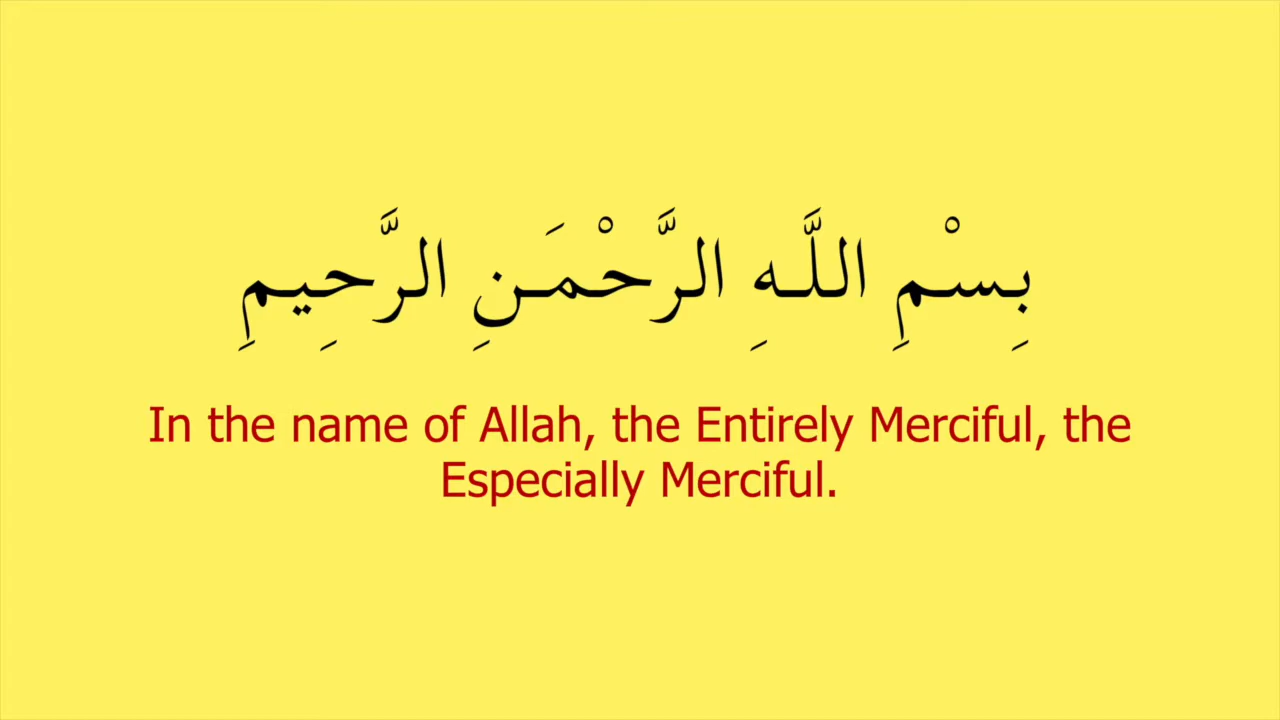 بِسْمِ اللَّهِ الرَّحْمَنِ الرَّحِيمِ
In the name of Allah, the Entirely Merciful, the
Especially Merciful.